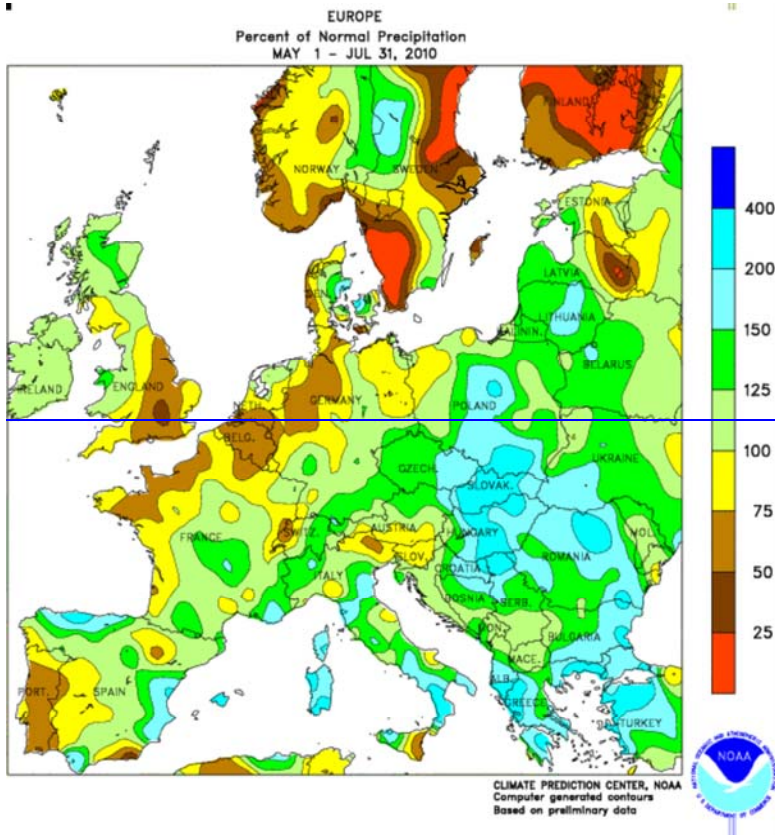 EUROPE
Percent of Normal Precipitation
MAY 1 - JUL 31, 2010
FINLAND
NORWAY
SWEDEN
ESTONIA
LATVIA
LITHUANIA
KALININ.
DEN.
BELARUS
IRELAND
ENGLAND
NETH.
GERMANY
POLAND
BELG.
CZECH.
UKRAINE
SLOVAK.
FRANCE
SWITZ.
AUSTRIA
HUNGARY
MOL.
SLOV.
ROMANIA
CROATIA
ITALY
BOSNIA
SERB.
MON.
BULGARIA
MACE.
ALB.
PORT.
SPAIN
GREECE
TURKEY
400
200
150
125
100
75
50
25
NOAA
CLIMATE PREDICTION CENTER, NOAA
Computer generated contours
Based on preliminary data